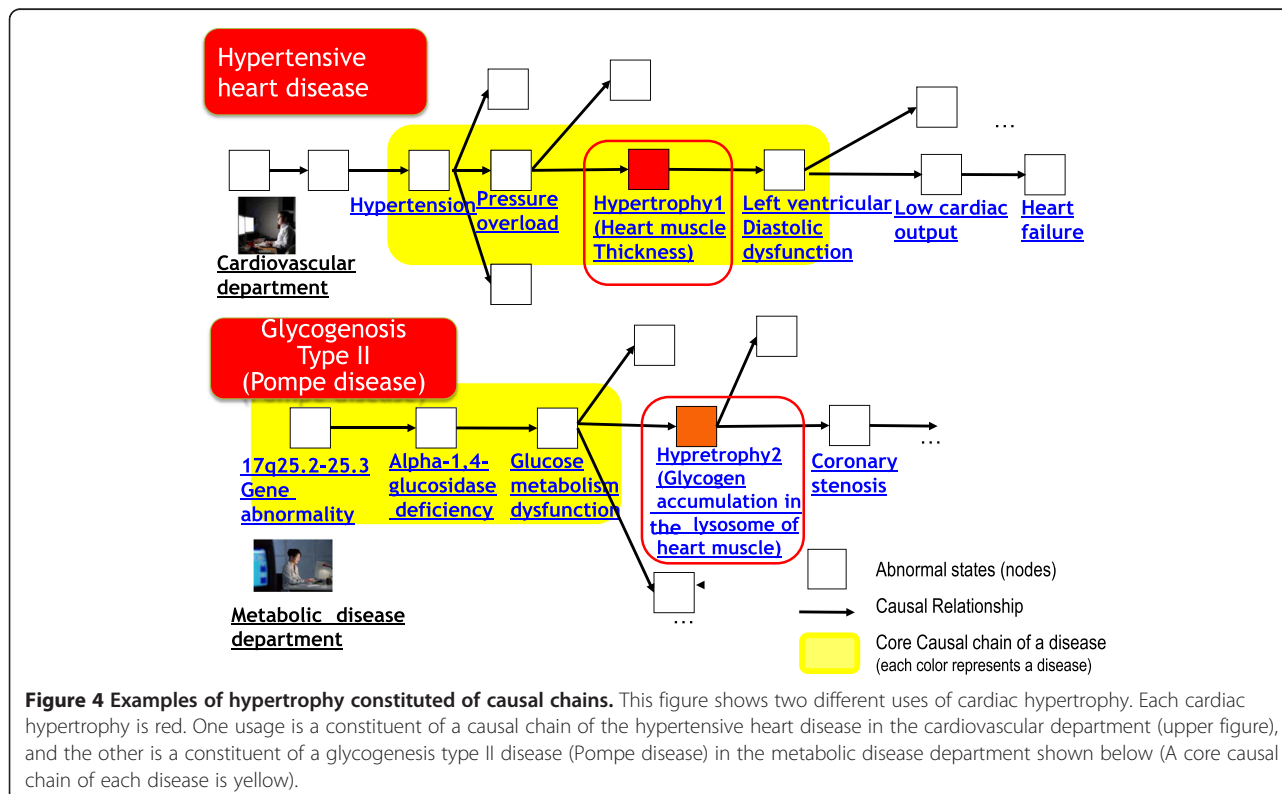 Hypertensive
heart disease
…
Hypertension
Pressure
overload
Hypertrophy1
(Heart muscle
Thickness)
Left ventricular
Diastolic
dysfunction
Low cardiac
output
Heart
failure
Cardiovascular
department
Glycogenosis
Type II
(Pompe disease)
17q25.2-25.3
Gene
abnormality
Alpha-1,4-
glucosidase
deficiency
Glucose
metabolism
dysfunction
Hypretrophy2
(Glycogen
accumulation in
the lysosome of
heart muscle)
Coronary
stenosis
…
…
Metabolic disease
department
Abnormal states (nodes)
Causal Relationship
Core Causal chain of a disease
(each color represents a disease)
Figure 4 Examples of hypertrophy constituted of causal chains. This figure shows two different uses of cardiac hypertrophy. Each cardiac
hypertrophy is red. One usage is a constituent of a causal chain of the hypertensive heart disease in the cardiovascular department (upper figure),
and the other is a constituent of a glycogenesis type II disease (Pompe disease) in the metabolic disease department shown below (A core causal
chain of each disease is yellow).